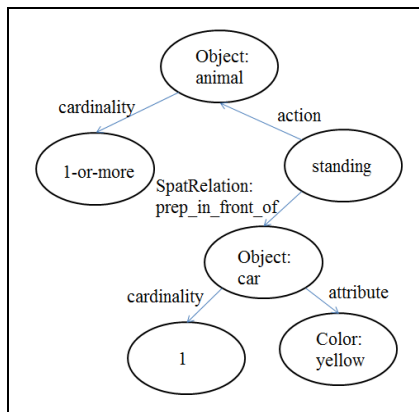 Object:
animal
cardinality
action
1-or-more
standing
SpatRelation:
prep_in_front_of
Object:
car
cardinality
attribute
1
Color:
yellow